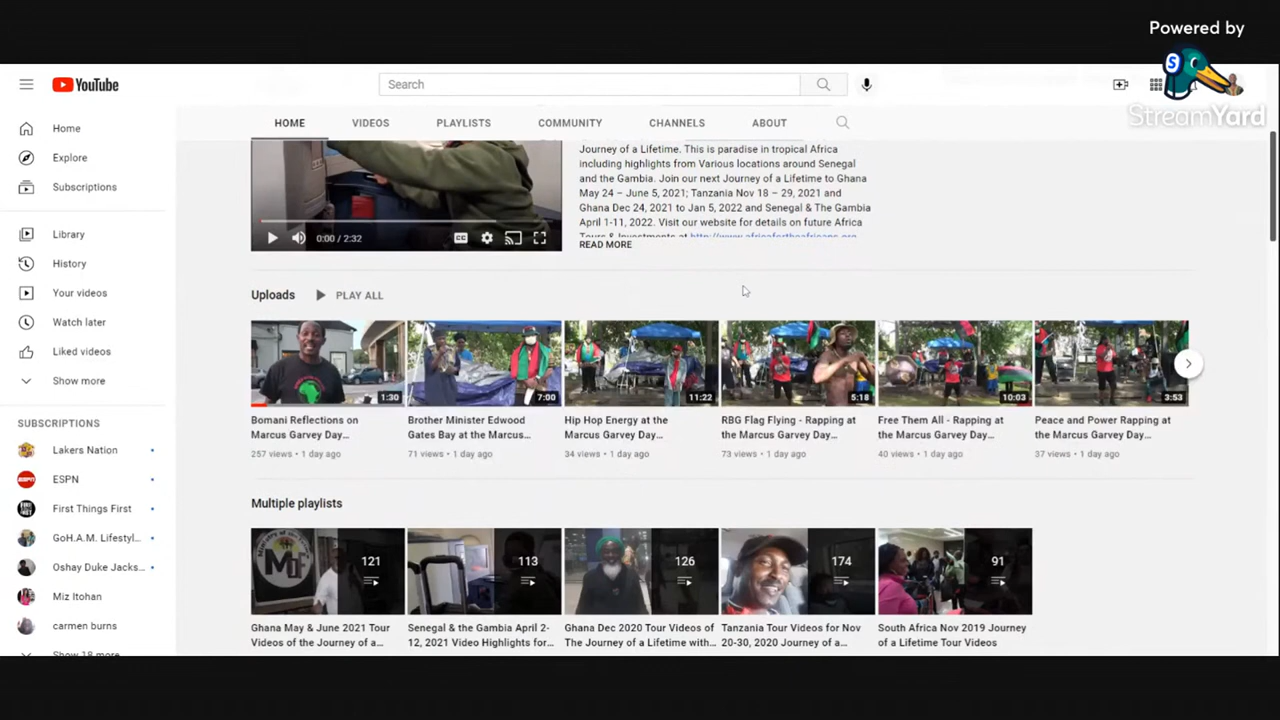 Powered by
StreamYard
YouTube
Search
Home
Explore
Subscriptions
Library
History
Your videos
Watch later
Liked videos
Show more
SUBSCRIPTIONS
Lakers Nation
ESPN
First Things First
GoH.A.M. Lifestyl...
Oshay Duke Jacks...
Miz Itohan
carmen burns
Show 18 more
HOME VIDEOS PLAYLISTS COMMUNITY CHANNELS ABOUT
0:00 / 2:32
Journey of a Lifetime. This is paradise in tropical Africa
including highlights from Various locations around Senegal
and the Gambia. Join our next Journey of a Lifetime to Ghana
May 24 – June 5, 2021; Tanzania Nov 18 – 29, 2021 and
Ghana Dec 24, 2021 to Jan 5, 2022 and Senegal & The Gambia
April 1-11, 2022. Visit our website for details on future Africa
Tours & Investments at http://www.africafortheafricans.org
READ MORE
Uploads PLAY ALL
1:30
Bomani Reflections on
Marcus Garvey Day...
257 views • 1 day ago
7:00
Brother Minister Edwood
Gates Bay at the Marcus...
71 views • 1 day ago
11:22
Hip Hop Energy at the
Marcus Garvey Day...
34 views • 1 day ago
5:18
RBG Flag Flying - Rapping at
the Marcus Garvey Day...
73 views • 1 day ago
10:03
Free Them All - Rapping at
the Marcus Garvey Day...
40 views • 1 day ago
3:53
Peace and Power Rapping at
the Marcus Garvey Day...
37 views • 1 day ago
Multiple playlists
121
Ghana May & June 2021 Tour
Videos of the Journey of a...
113
Senegal & the Gambia April 2-
12, 2021 Video Highlights for...
126
Ghana Dec 2020 Tour Videos of
The Journey of a Lifetime with...
174
Tanzania Tour Videos for Nov
20-30, 2020 Journey of a...
91
South Africa Nov 2019 Journey
of a Lifetime Tour Videos